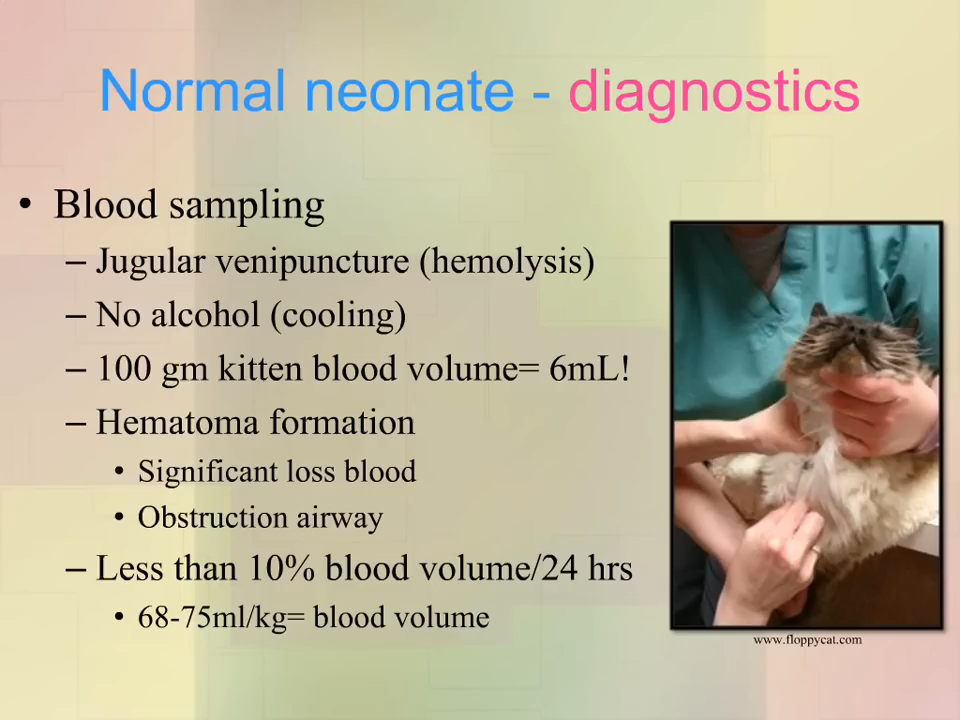 Normal neonate - diagnostics
• Blood sampling
– Jugular venipuncture (hemolysis)
– No alcohol (cooling)
– 100 gm kitten blood volume= 6mL!
– Hematoma formation
• Significant loss blood
• Obstruction airway
– Less than 10% blood volume/24 hrs
• 68-75ml/kg= blood volume
www.floppycat.com